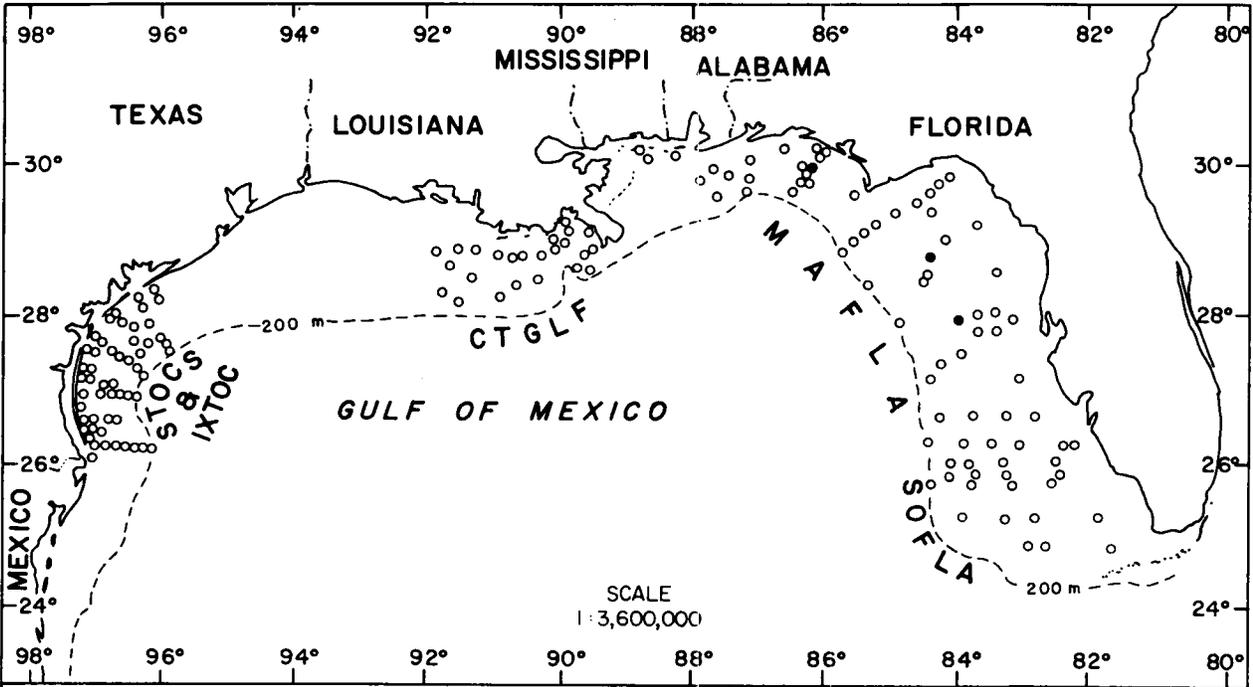 98° 96° 94° 92° 90° 88° 86° 84° 82° 80°
MISSISSIPPI
ALABAMA
TEXAS
LOUISIANA
FLORIDA
30° 30°
28° 28°
200 m
CTGLF
MAFLA
STOCS
&
IXTOC
GULF OF MEXICO
26° 26°
MEXICO
SOFLA
SCALE
1:3,600,000
200 m
24° 24°
98° 96° 94° 92° 90° 88° 86° 84° 82° 80°